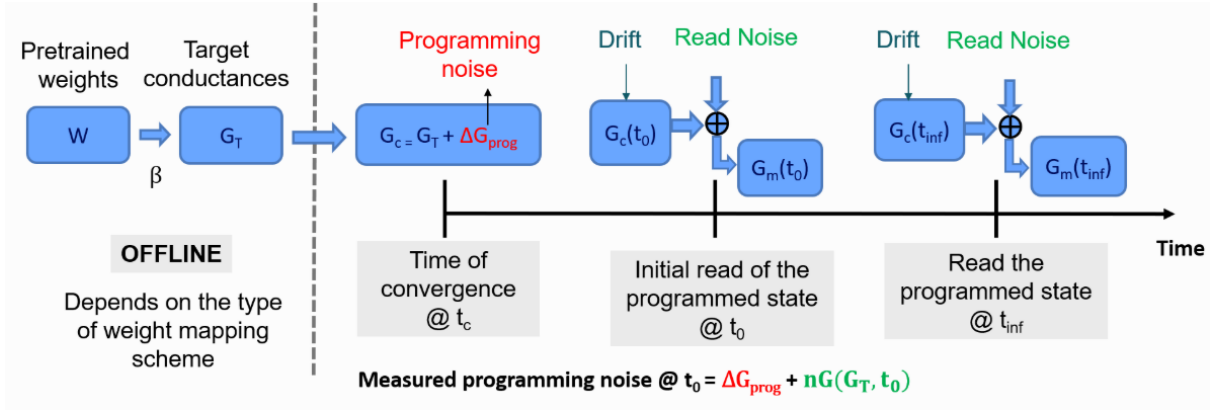 Pretrained
weights
Target
conductances
W
β
G_T
OFFLINE
Depends on the type
of weight mapping
scheme
Programming
noise
G_c = G_T + ΔG_prog
Time of
convergence
@ t_c
Drift
Read Noise
G_c(t_0)
⊕
G_m(t_0)
Initial read of the
programmed state
@ t_0
Drift
Read Noise
G_c(t_inf)
⊕
G_m(t_inf)
Read the
programmed state
@ t_inf
Time
Measured programming noise @ t_0 = ΔG_prog + nG(G_T, t_0)